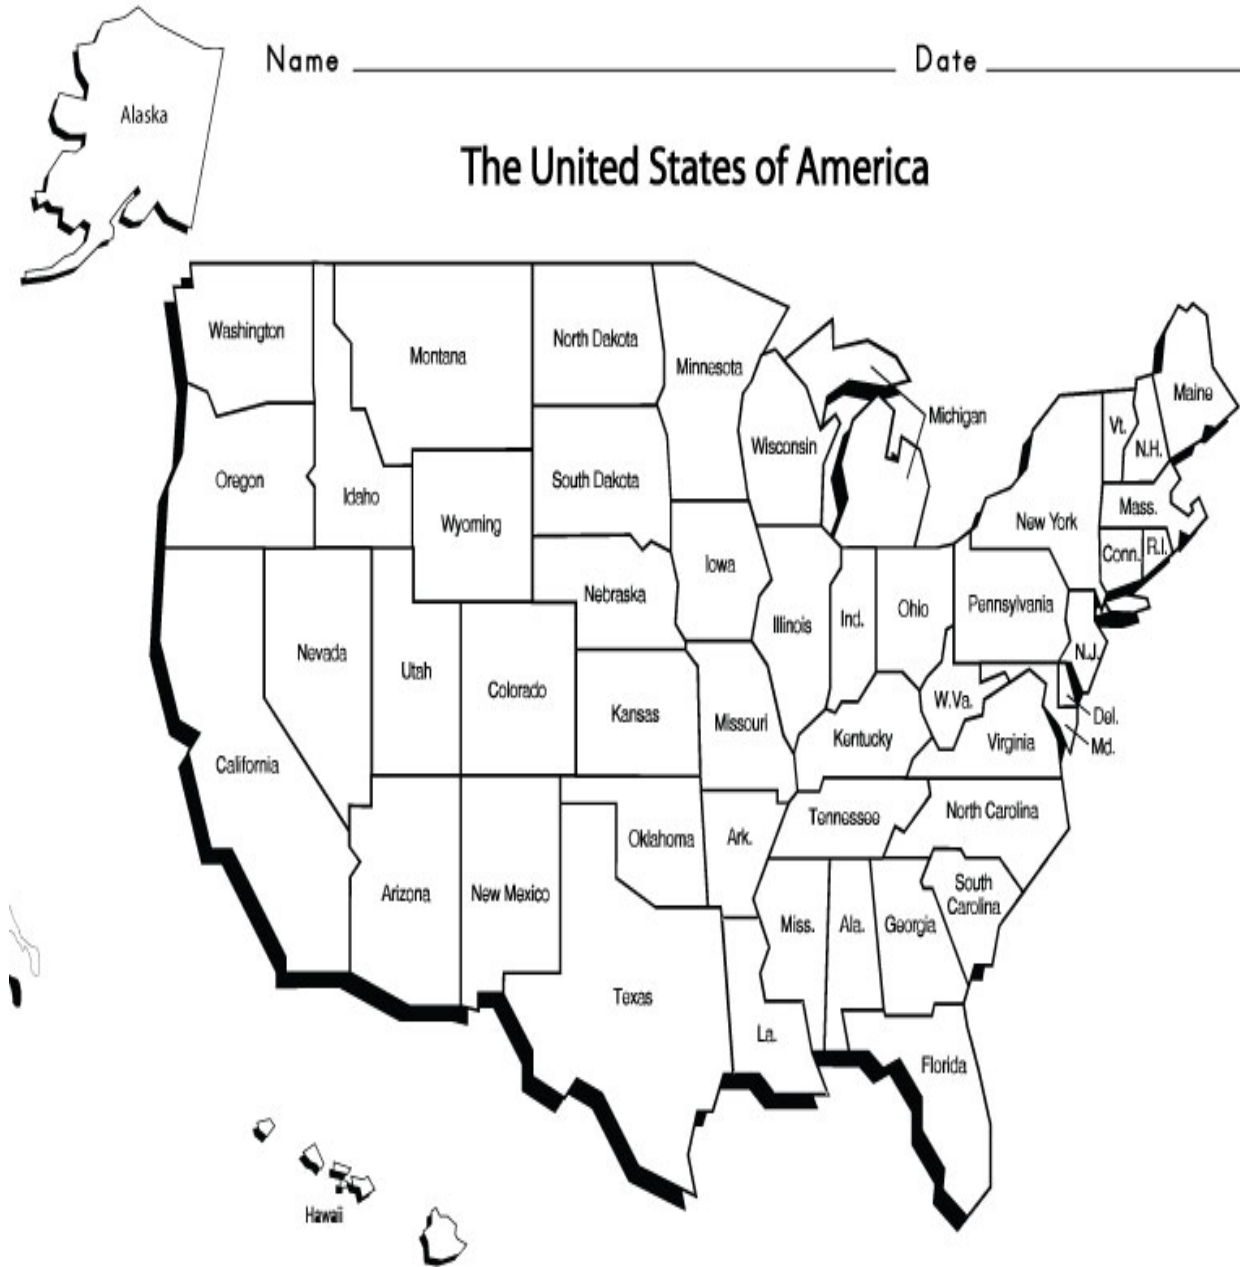 Name Date
Alaska
The United States of America
Washington
Montana
North Dakota
Minnesota
Maine
Michigan
Vt.
N.H.
Wisconsin
Oregon
Idaho
South Dakota
Wyoming
New York
Mass.
Conn.
R.I.
Iowa
Nebraska
Pennsylvania
Illinois
Ind.
Ohio
Nevada
Utah
Colorado
N.J.
W.Va.
Kansas
Missouri
Del.
Kentucky
Virginia
Md.
California
Tennessee
North Carolina
Oklahoma
Ark.
Arizona
New Mexico
South
Carolina
Miss.
Ala.
Georgia
Texas
La.
Florida
Hawaii